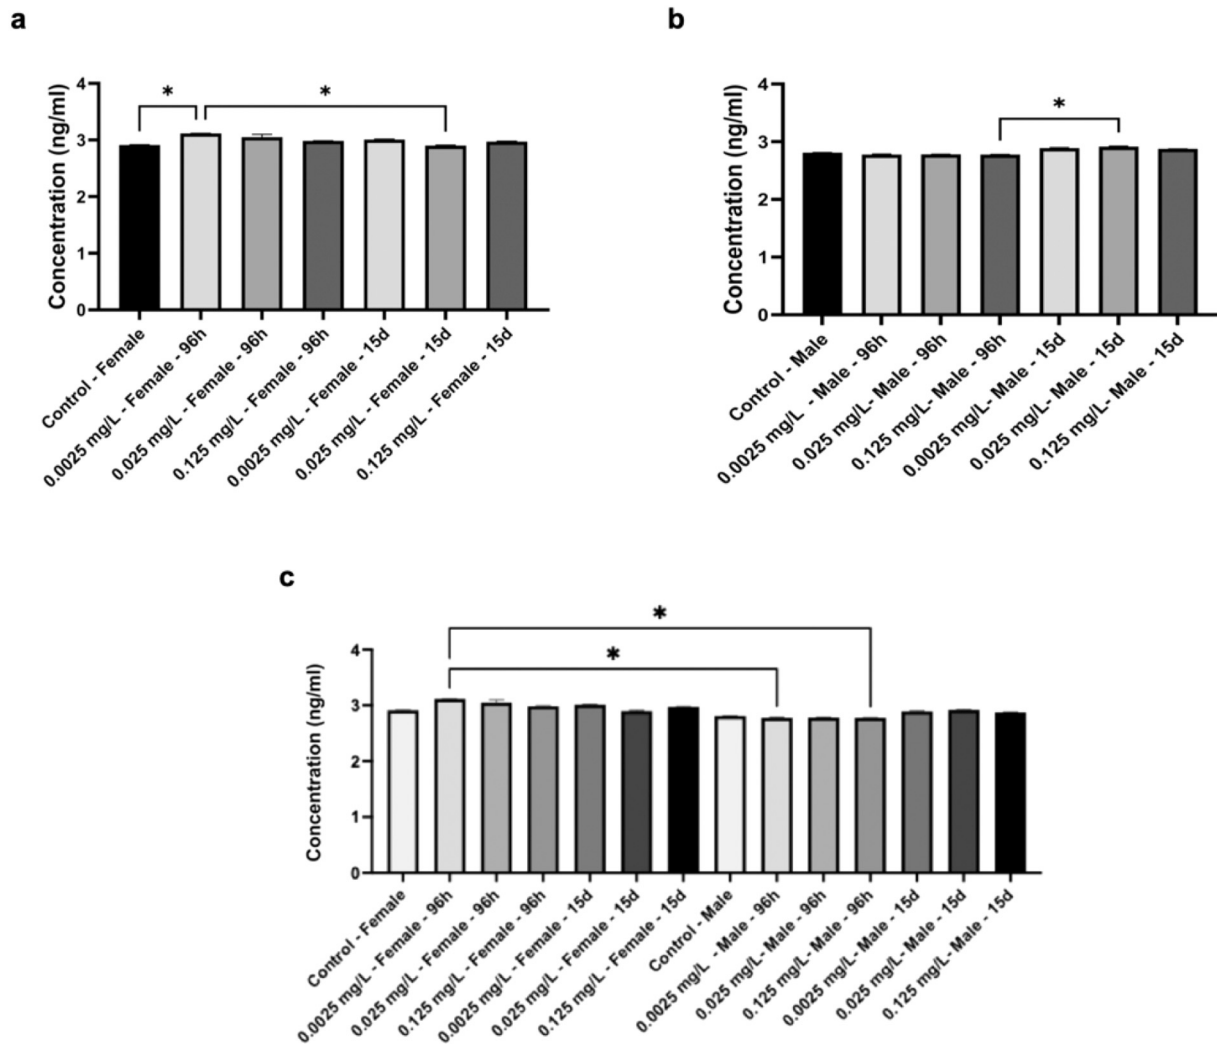 a
4
3
2
1
0
Concentration (ng/ml)
*
*
Control - Female
0.0025 mg/L - Female - 96h
0.025 mg/L - Female - 96h
0.125 mg/L - Female - 96h
0.0025 mg/L - Female - 15d
0.025 mg/L - Female - 15d
0.125 mg/L - Female - 15d
b
4
3
2
1
0
Concentration (ng/ml)
*
Control - Male
0.0025 mg/L - Male - 96h
0.025 mg/L- Male - 96h
0.125 mg/L- Male - 96h
0.0025 mg/L- Male - 15d
0.025 mg/L- Male - 15d
0.125 mg/L- Male - 15d
c
4
3
2
1
0
Concentration (ng/ml)
*
*
Control - Female
0.0025 mg/L - Female - 96h
0.025 mg/L - Female - 96h
0.125 mg/L - Female - 96h
0.0025 mg/L - Female - 15d
0.025 mg/L - Female - 15d
0.125 mg/L - Female - 15d
Control - Male
0.0025 mg/L - Male - 96h
0.025 mg/L- Male - 96h
0.125 mg/L- Male - 96h
0.0025 mg/L- Male - 15d
0.025 mg/L- Male - 15d
0.125 mg/L- Male - 15d